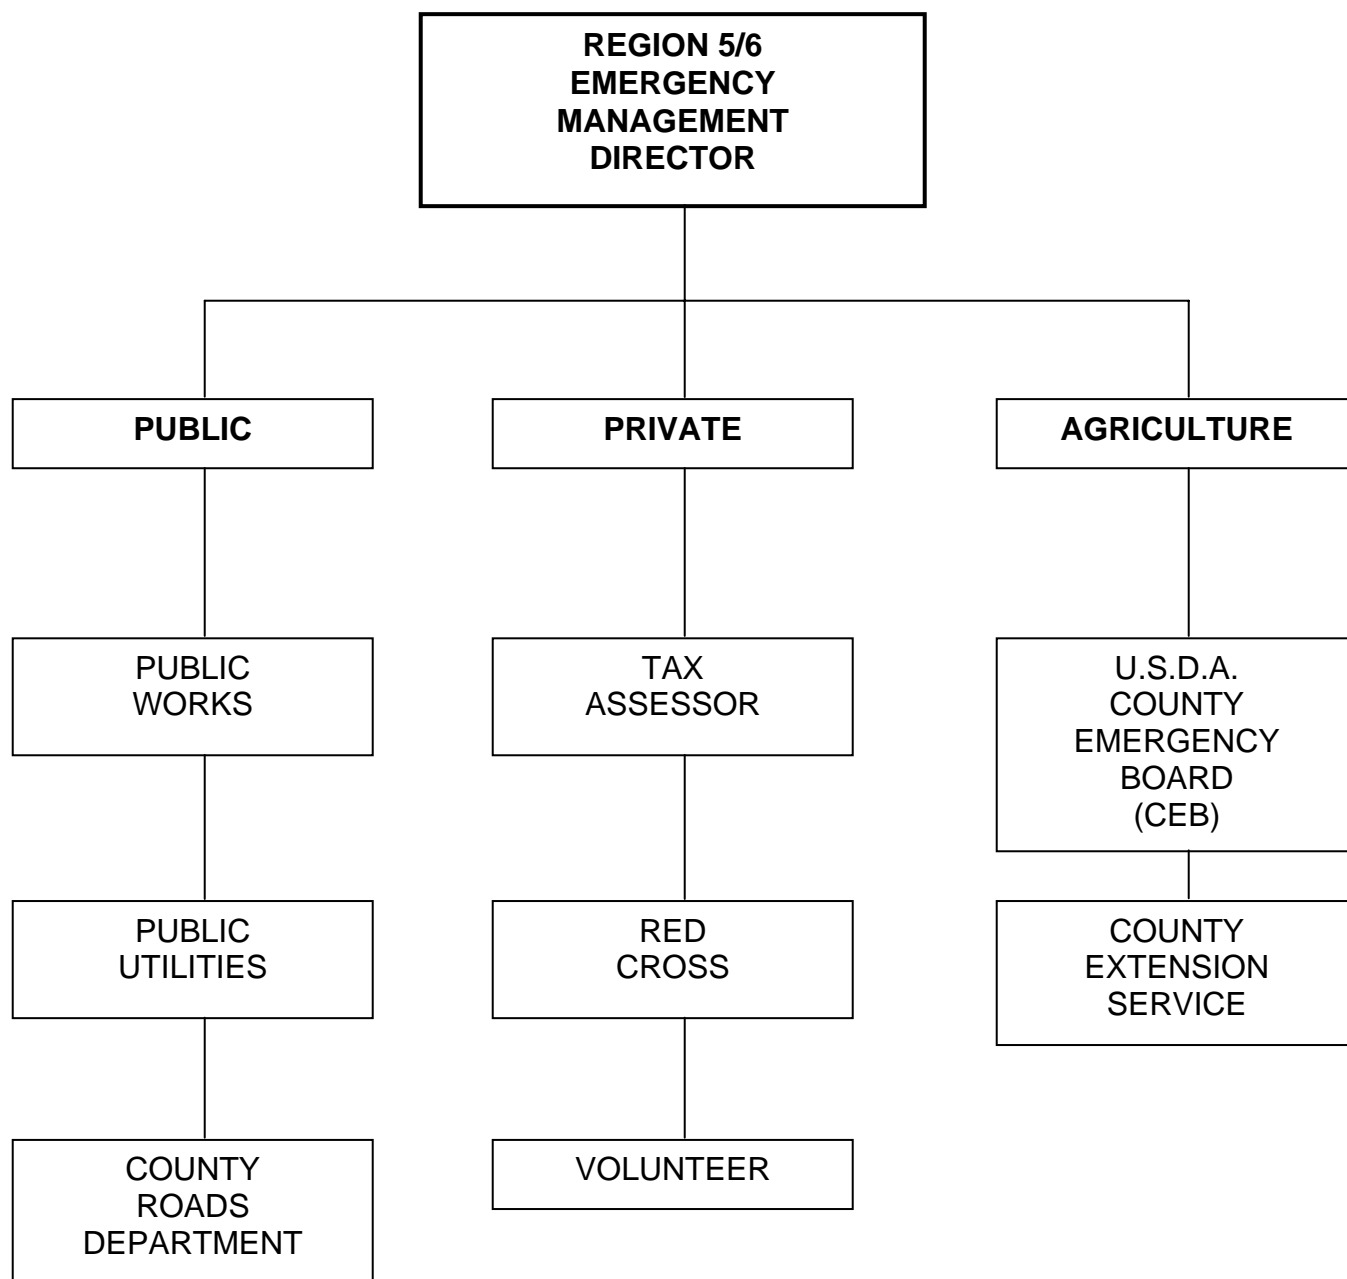 REGION 5/6
EMERGENCY
MANAGEMENT
DIRECTOR
PUBLIC
PRIVATE
AGRICULTURE
PUBLIC
WORKS
TAX
ASSESSOR
U.S.D.A.
COUNTY
EMERGENCY
BOARD
(CEB)
PUBLIC
UTILITIES
RED
CROSS
COUNTY
EXTENSION
SERVICE
COUNTY
ROADS
DEPARTMENT
VOLUNTEER